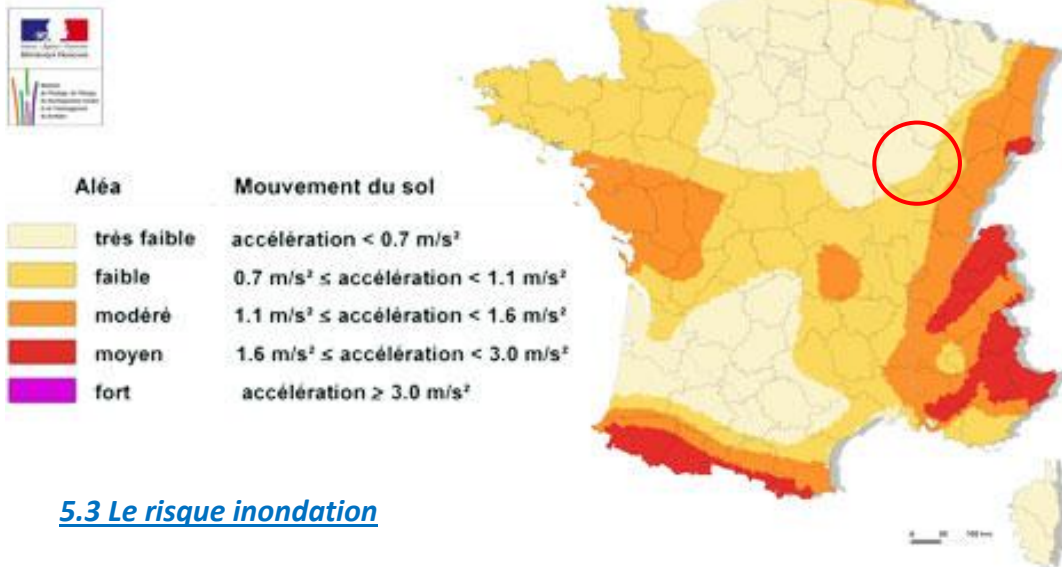 Aléa Mouvement du sol
très faible accélération < 0.7 m/s²
faible 0.7 m/s² ≤ accélération < 1.1 m/s²
modéré 1.1 m/s² ≤ accélération < 1.6 m/s²
moyen 1.6 m/s² ≤ accélération < 3.0 m/s²
fort accélération ≥ 3.0 m/s²
5.3 Le risque inondation